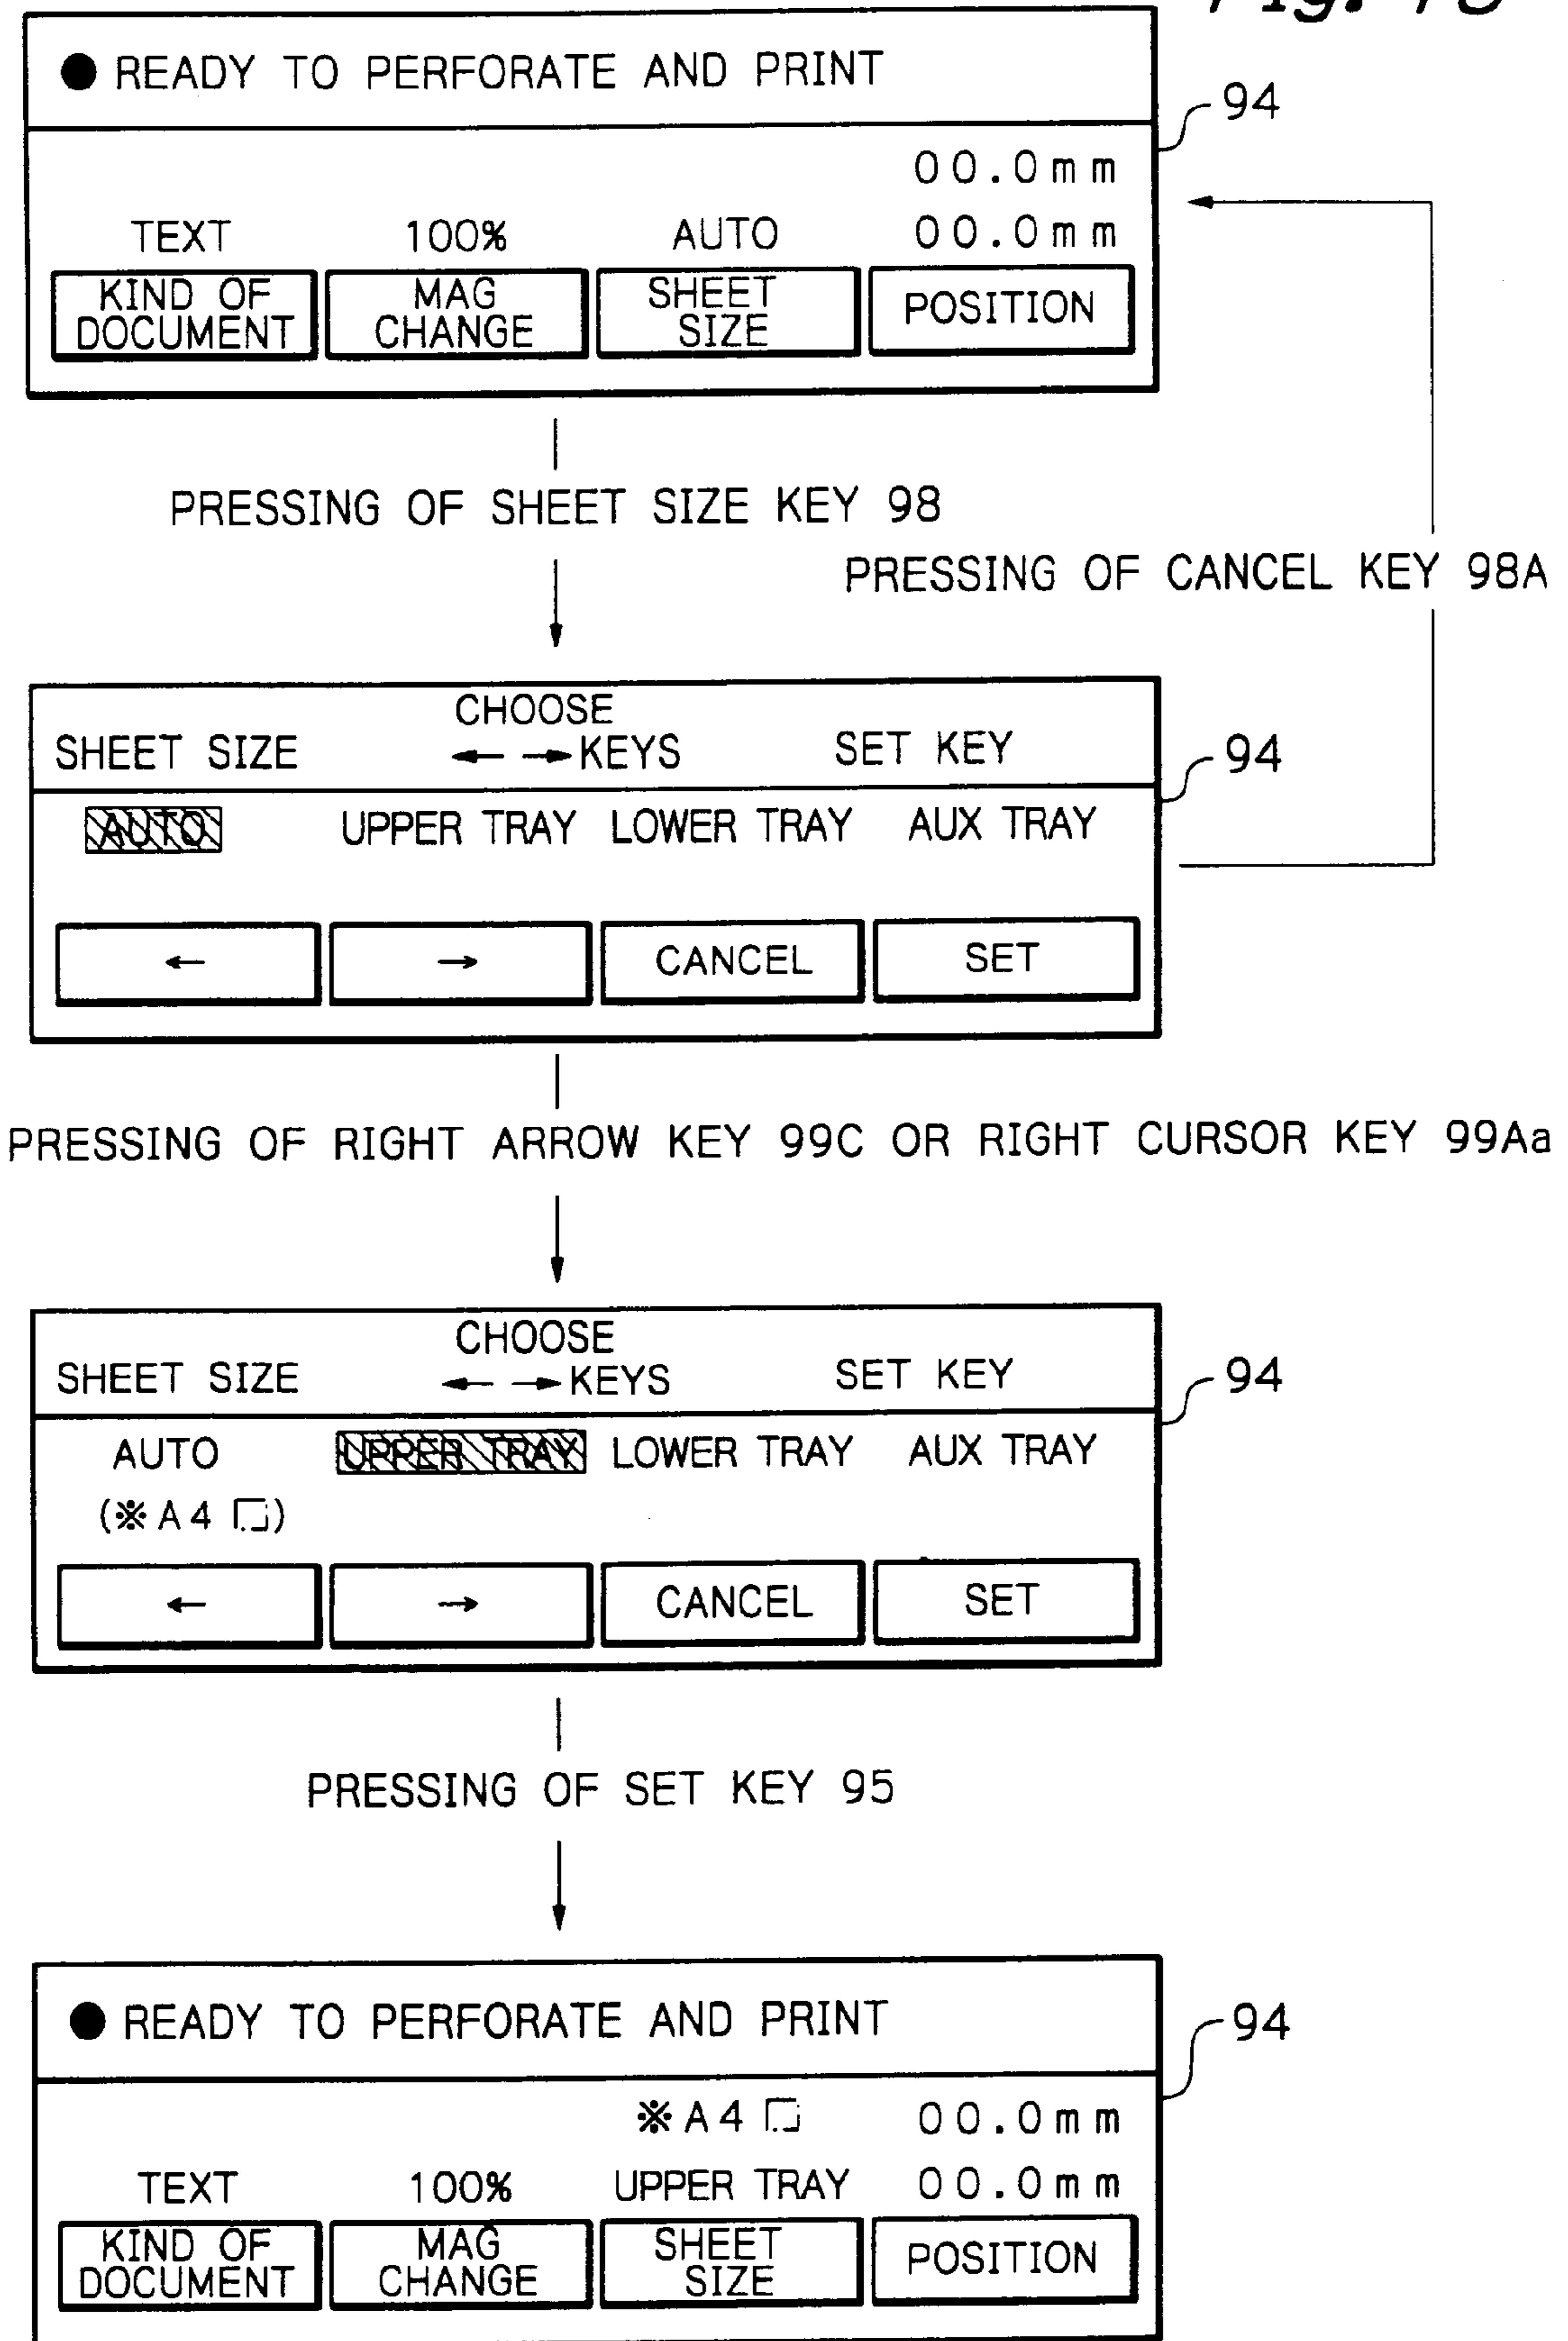 Fig.
● READY TO PERFORATE AND PRINT
94
00.0mm
TEXT 100% AUTO 00.0mm
KIND OF DOCUMENT MAG CHANGE SHEET SIZE POSITION
PRESSING OF SHEET SIZE KEY 98
PRESSING OF CANCEL KEY 98A
CHOOSE
SHEET SIZE ← → KEYS SET KEY
94
AUTO UPPER TRAY LOWER TRAY AUX TRAY
← → CANCEL SET
PRESSING OF RIGHT ARROW KEY 99C OR RIGHT CURSOR KEY 99Aa
CHOOSE
SHEET SIZE ← → KEYS SET KEY
94
AUTO UPPER TRAY LOWER TRAY AUX TRAY
(※A4 )
← → CANCEL SET
PRESSING OF SET KEY 95
● READY TO PERFORATE AND PRINT
94
※A4 00.0mm
TEXT 100% UPPER TRAY 00.0mm
KIND OF DOCUMENT MAG CHANGE SHEET SIZE POSITION